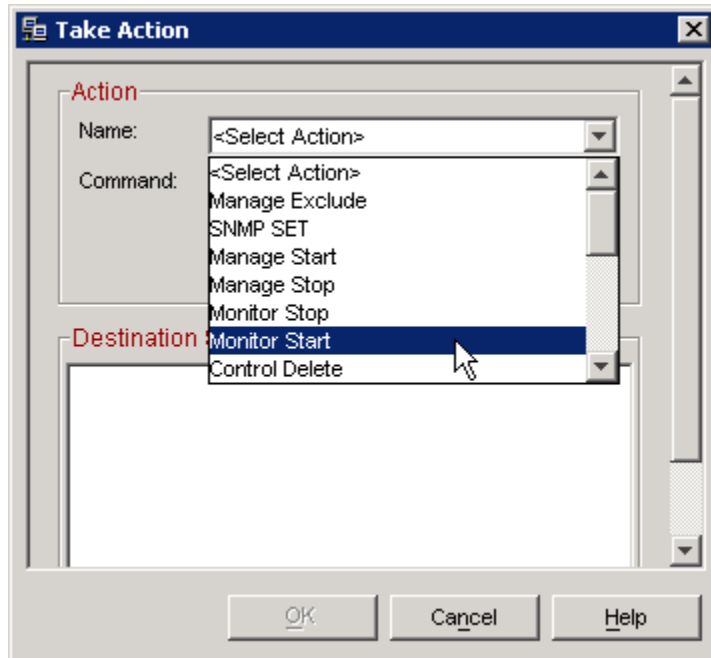 Take Action
Action
Name:
<Select Action>
Command:
<Select Action>
Manage Exclude
SNMP SET
Manage Start
Manage Stop
Monitor Stop
Monitor Start
Control Delete
Destination
OK
Cancel
Help